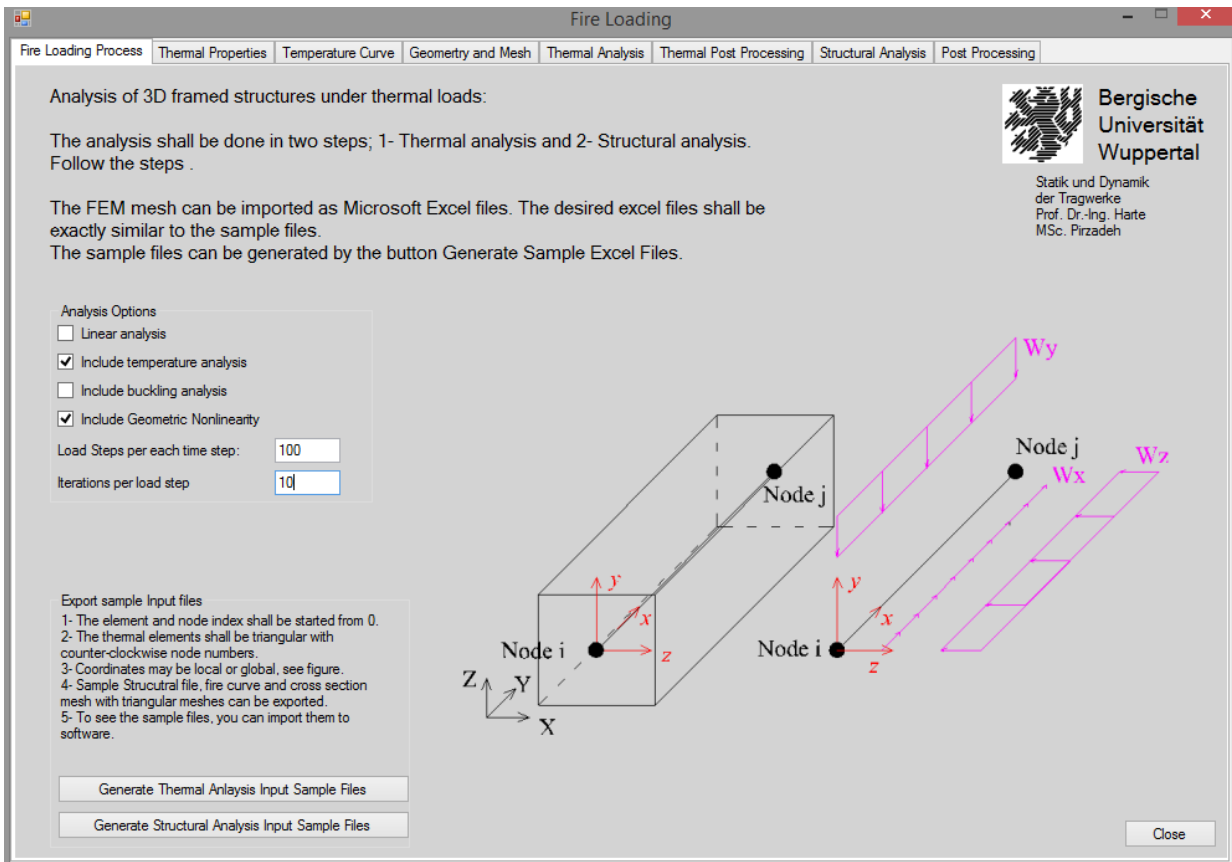 Fire Loading
Fire Loading Process
Thermal Properties
Temperature Curve
Geomertry and Mesh
Thermal Analysis
Thermal Post Processing
Structural Analysis
Post Processing
Analysis of 3D framed structures under thermal loads:
The analysis shall be done in two steps; 1- Thermal analysis and 2- Structural analysis.
Follow the steps .
The FEM mesh can be imported as Microsoft Excel files. The desired excel files shall be
exactly similar to the sample files.
The sample files can be generated by the button Generate Sample Excel Files.
Bergische
Universität
Wuppertal
Statik und Dynamik
der Tragwerke
Prof. Dr.-Ing. Harte
MSc. Pirzadeh
Analysis Options
Linear analysis
Include temperature analysis
Include buckling analysis
Include Geometric Nonlinearity
Load Steps per each time step:
100
Iterations per load step
10
Export sample Input files
1- The element and node index shall be started from 0.
2- The thermal elements shall be triangular with
counter-clockwise node numbers.
3- Coordinates may be local or global, see figure.
4- Sample Strucutral file, fire curve and cross section
mesh with triangular meshes can be exported.
5- To see the sample files, you can import them to
software.
Generate Thermal Anlaysis Input Sample Files
Generate Structural Analysis Input Sample Files
Node j
y
x
Node i
z
Z
Y
X
Wy
Node j
Wz
Wx
y
x
Node i
z
Close